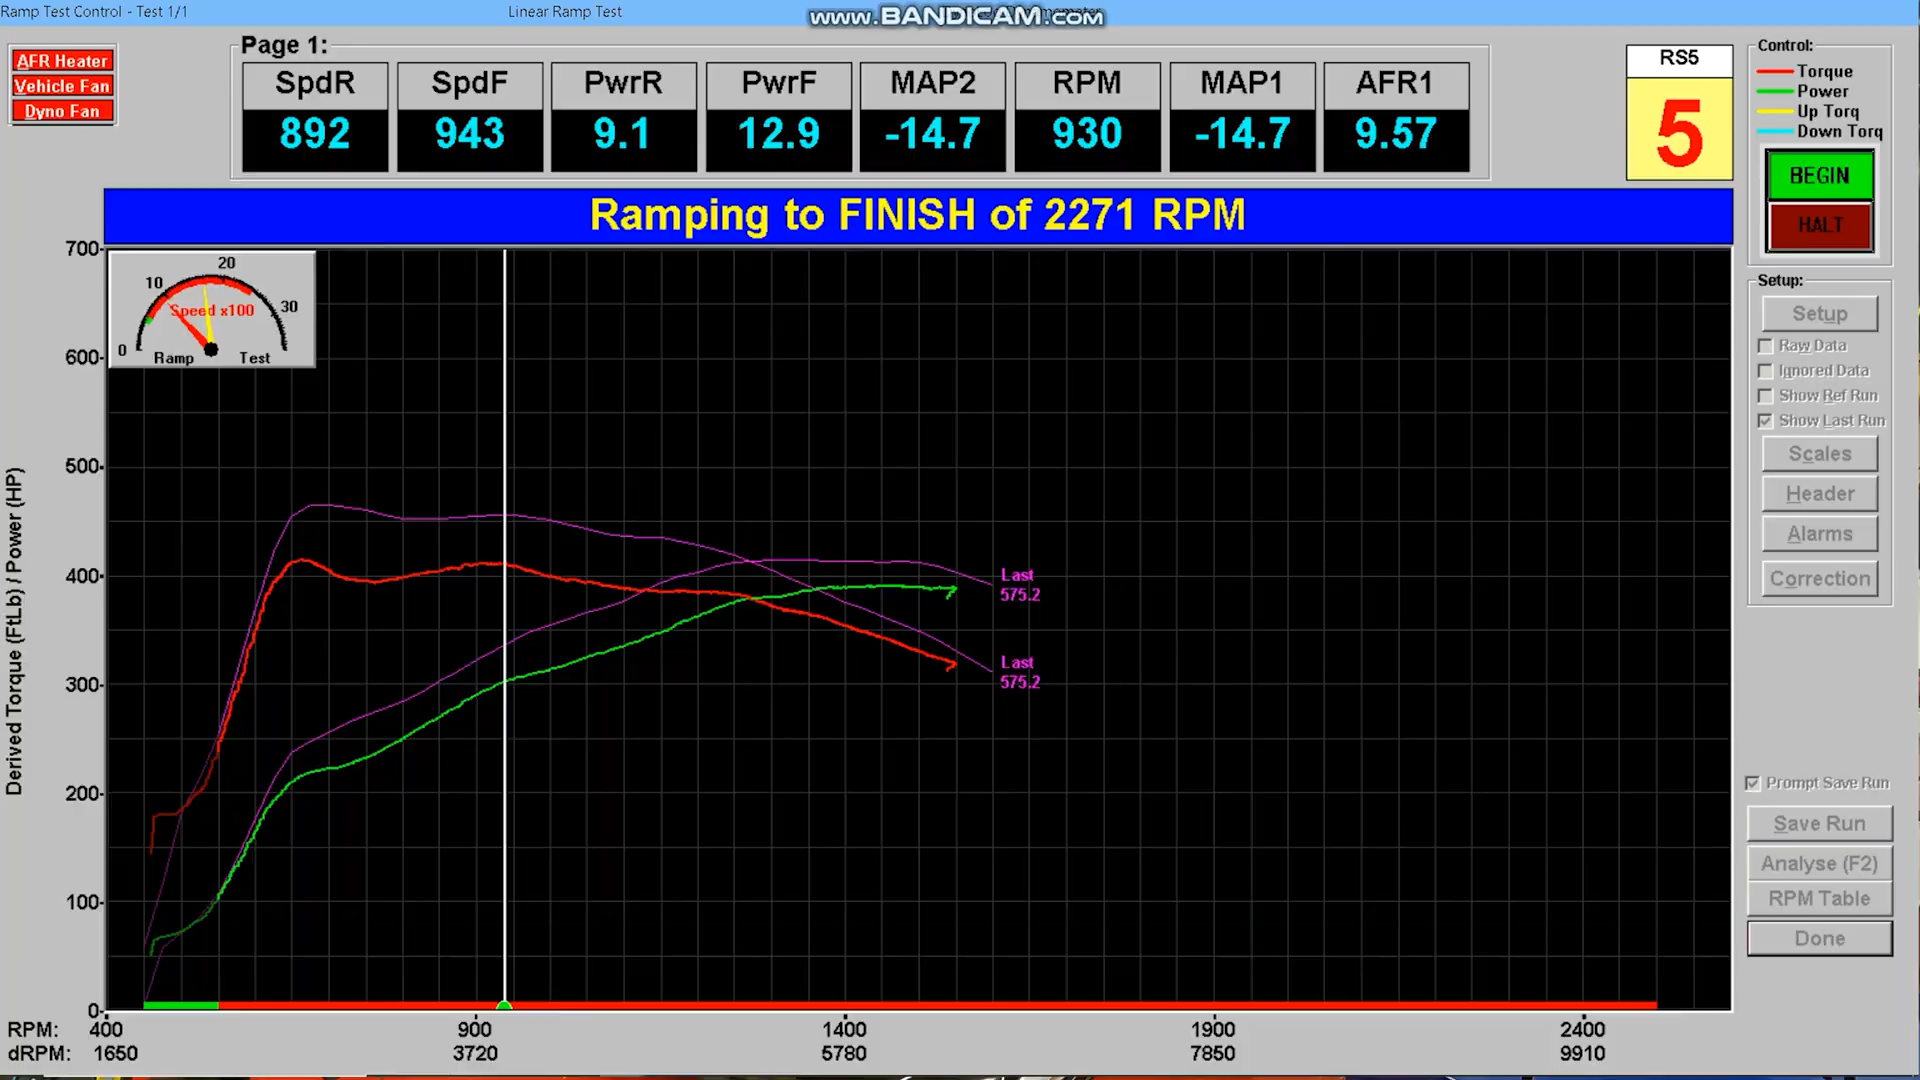 Ramp Test Control - Test 1/1
Linear Ramp Test
www.BANDICAM.com
AFR Heater
Vehicle Fan
Dyno Fan
Page 1:
SpdR SpdF PwrR PwrF MAP2 RPM MAP1 AFR1
892 943 9.1 12.9 -14.7 930 -14.7 9.57
RS5
5
Control:
Torque
Power
Up Torq
Down Torq
BEGIN
HALT
Ramping to FINISH of 2271 RPM
0 10 20 30
Speed x100
Ramp Test
Setup:
Setup
Raw Data
Ignored Data
Show Ref Run
Show Last Run
Scales
Header
Alarms
Correction
Prompt Save Run
Save Run
Analyse (F2)
RPM Table
Done
Derived Torque (FtLb) / Power (HP)
700
600
500
400
300
200
100
0
Last
575.2
Last
575.2
RPM: 400 900 1400 1900 2400
dRPM: 1650 3720 5780 7850 9910